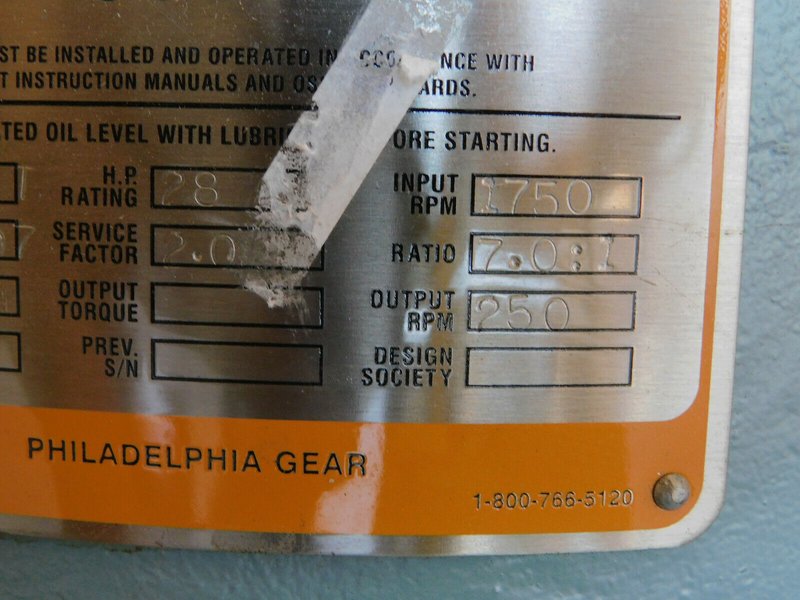 ST BE INSTALLED AND OPERATED IN ACCORDANCE WITH
T INSTRUCTION MANUALS AND OS ARDS.
TED OIL LEVEL WITH LUBRIC ORE STARTING.
H.P. RATING 28 INPUT RPM 1750
7 SERVICE FACTOR 2.0 RATIO 7.0:1
OUTPUT TORQUE OUTPUT RPM 250
PREV. S/N DESIGN SOCIETY
PHILADELPHIA GEAR
1-800-766-5120